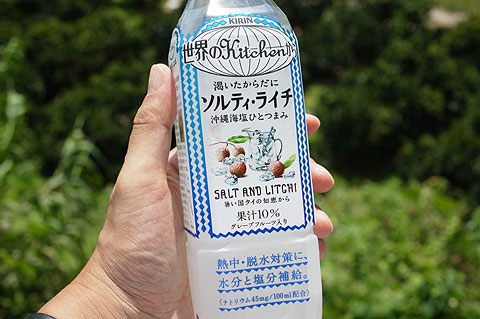 KIRIN
世界のKitchenから
渇いたからだに
ソルティ・ライチ
沖縄海塩ひとつまみ
SALT AND LITCHI
暑い国タイの知恵から
果汁10%
グレープフルーツ入り
熱中・脱水対策に、
水分と塩分補給。
(ナトリウム45mg/100ml配合)